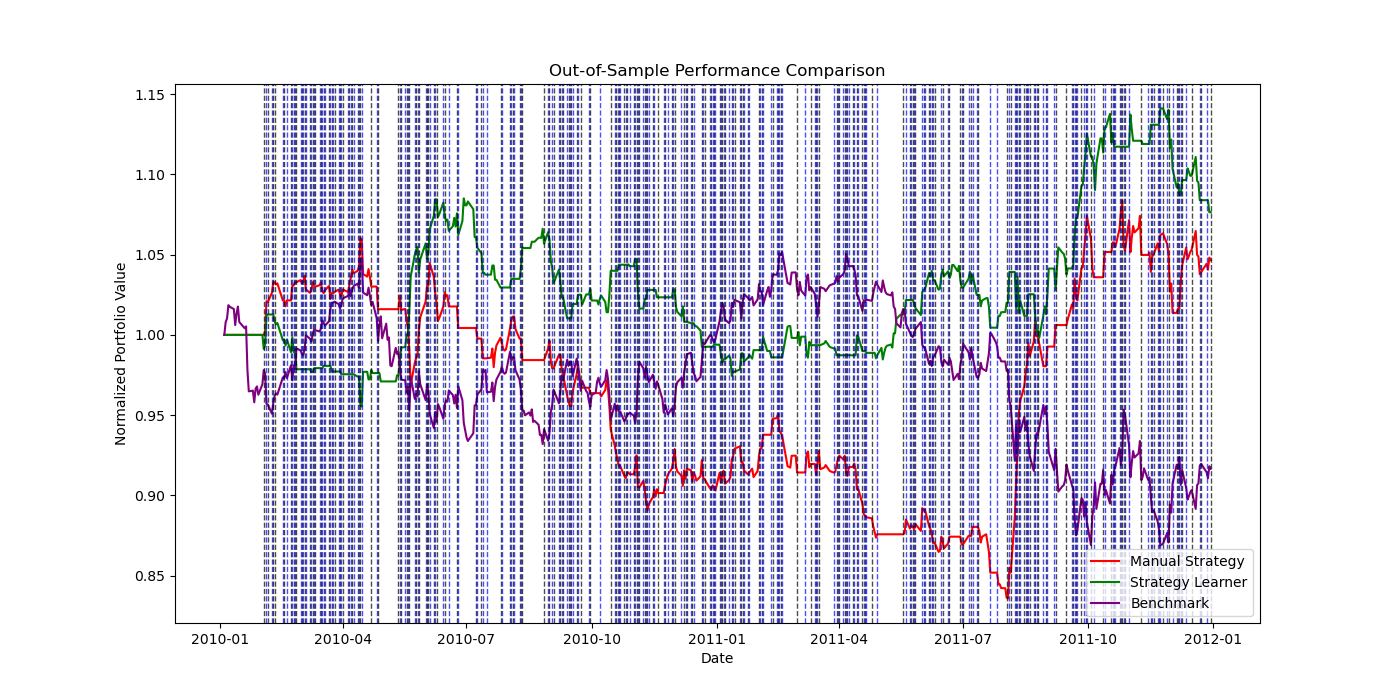 Out-of-Sample Performance Comparison
Normalized Portfolio Value
1.15
1.10
1.05
1.00
0.95
0.90
0.85
Manual Strategy
Strategy Learner
Benchmark
2010-01 2010-04 2010-07 2010-10 2011-01 2011-04 2011-07 2011-10 2012-01
Date